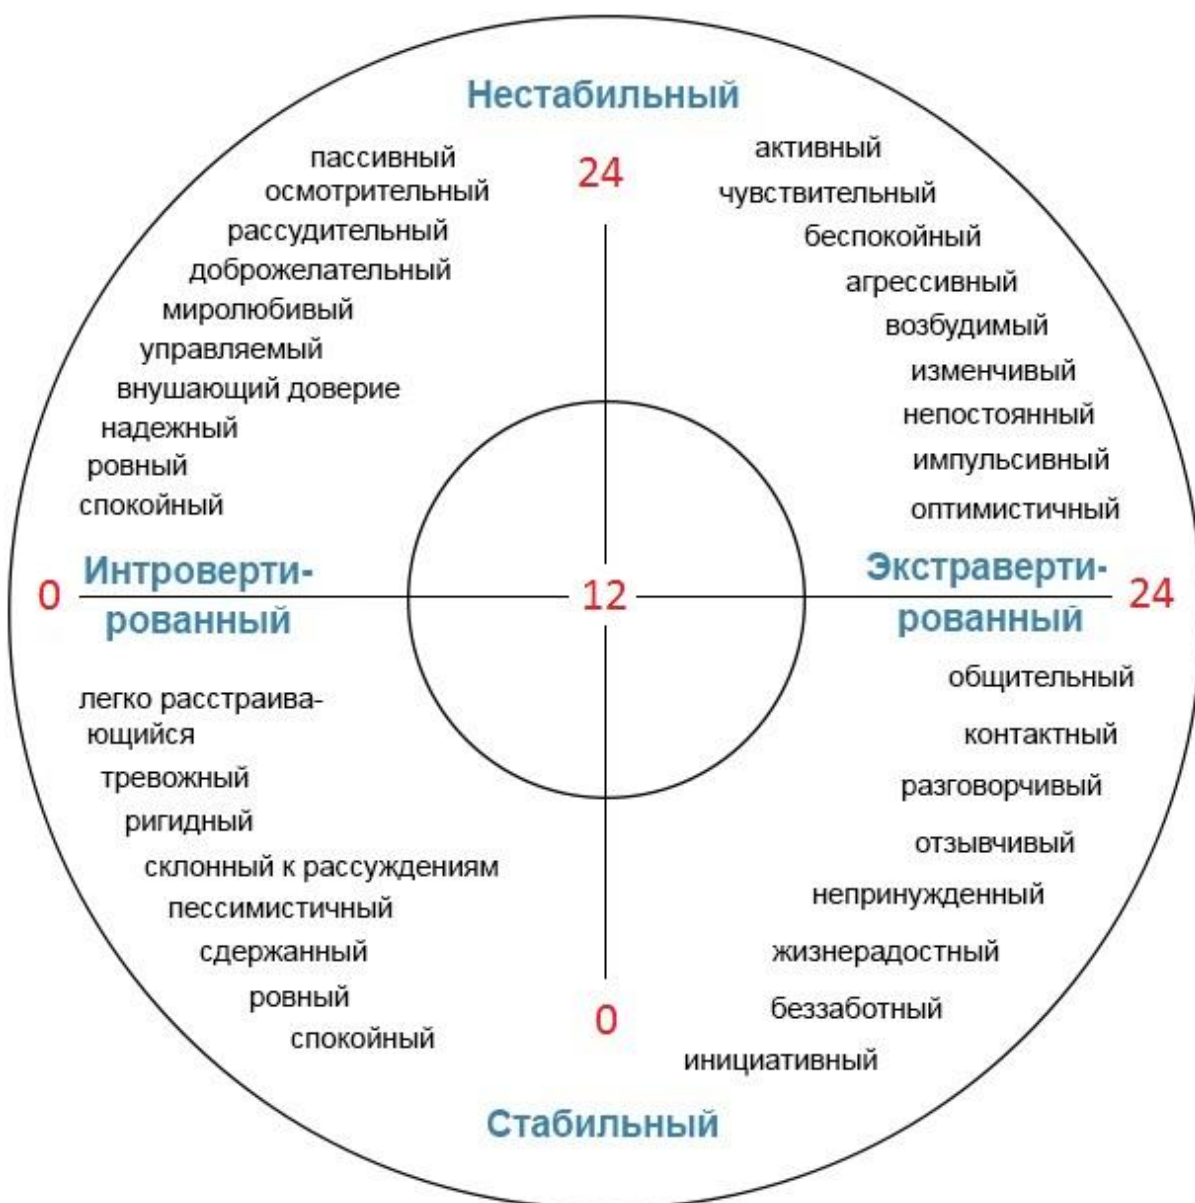 Нестабильный
24
пассивный
осмотрительный
рассудительный
доброжелательный
миролюбивый
управляемый
внушающий доверие
надежный
ровный
спокойный
активный
чувствительный
беспокойный
агрессивный
возбудимый
изменчивый
непостоянный
импульсивный
оптимистичный
0
Интроверти-
рованный
12
Экстраверти-
рованный
24
легко расстраива-
ющийся
тревожный
ригидный
склонный к рассуждениям
пессимистичный
сдержанный
ровный
спокойный
общительный
контактный
разговорчивый
отзывчивый
непринужденный
жизнерадостный
беззаботный
инициативный
0
Стабильный